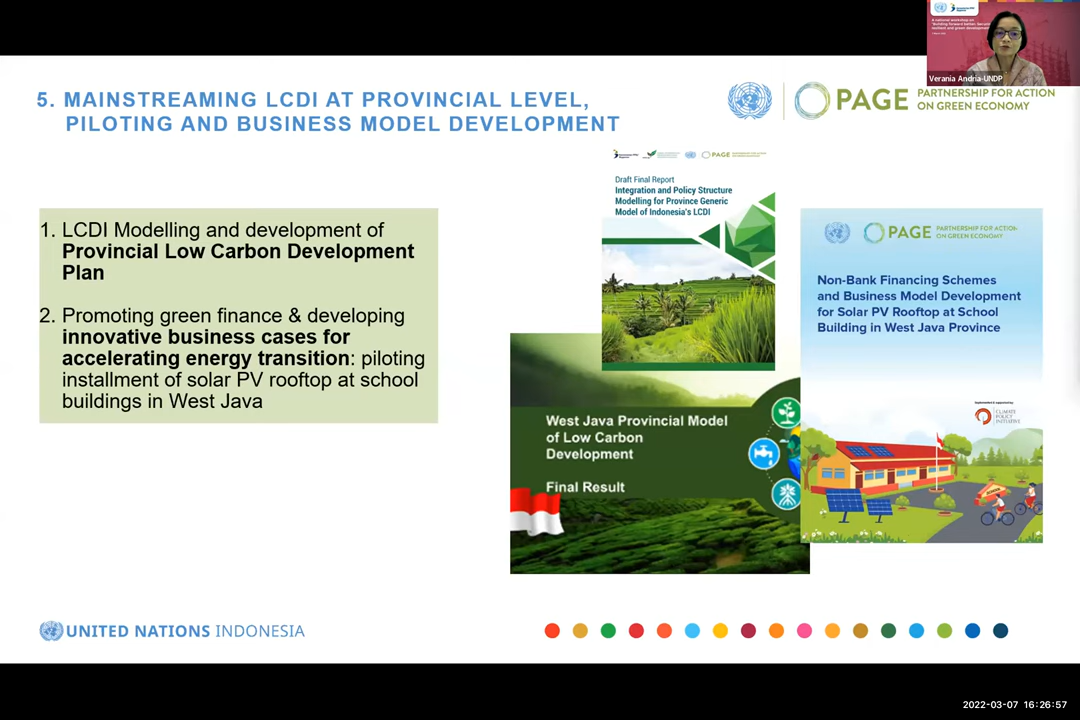 A national workshop on
Verania Andria-UNDP
5. MAINSTREAMING LCDI AT PROVINCIAL LEVEL,
PILOTING AND BUSINESS MODEL DEVELOPMENT
PAGE
PARTNERSHIP FOR ACTION
ON GREEN ECONOMY
1. LCDI Modelling and development of
Provincial Low Carbon Development
Plan
2. Promoting green finance & developing
innovative business cases for
accelerating energy transition: piloting
installment of solar PV rooftop at school
buildings in West Java
PAGE
Draft Final Report
Integration and Policy Structure
Modelling for Province Generic
Model of Indonesia's LCDI
West Java Provincial Model
of Low Carbon
Development
Final Result
PAGE PARTNERSHIP FOR ACTION
ON GREEN ECONOMY
Non-Bank Financing Schemes
and Business Model Development
for Solar PV Rooftop at School
Building in West Java Province
CLIMATE
POLICY
INITIATIVE
UNITED NATIONS INDONESIA
2022-03-07 16:26:57